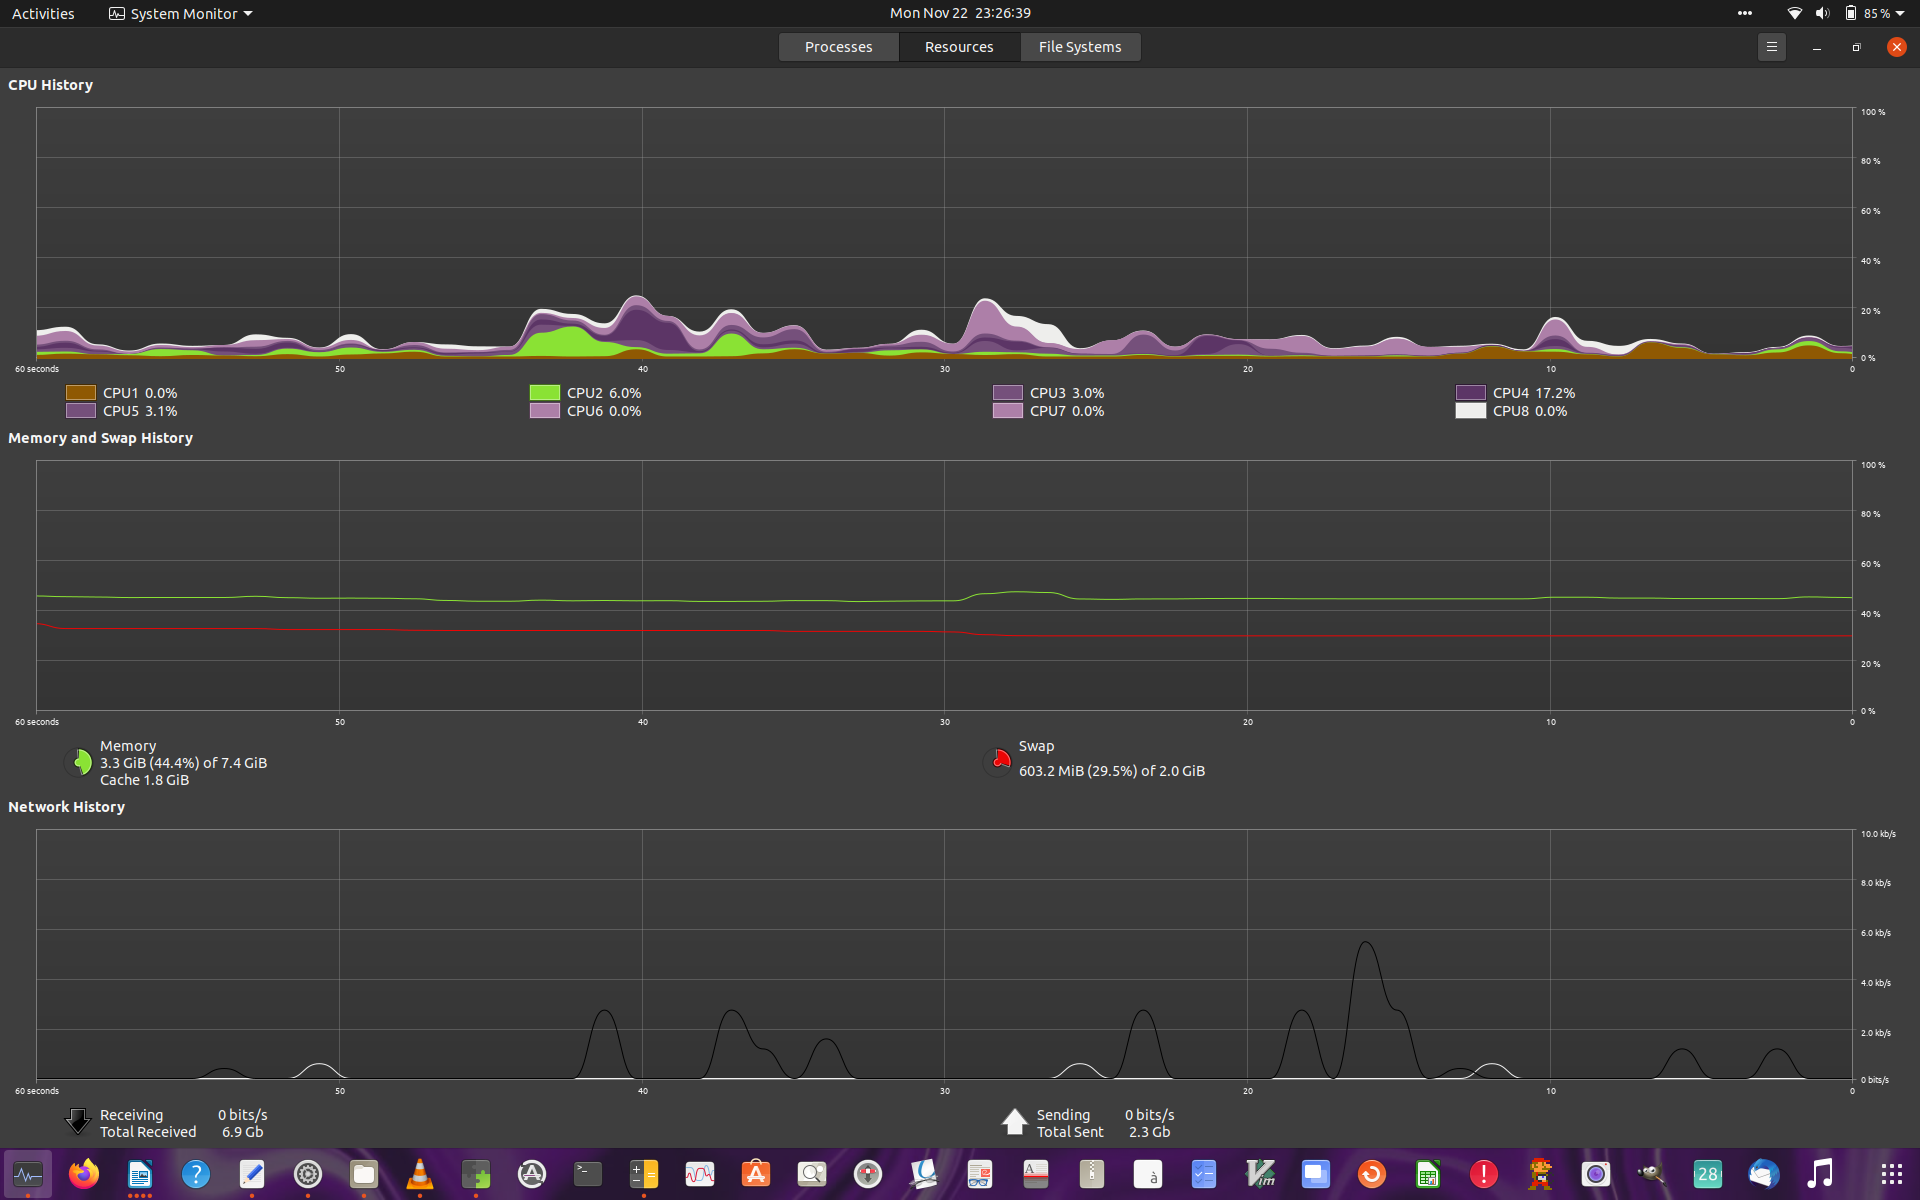 Activities System Monitor Mon Nov 22 23:26:39 85%
Processes Resources File Systems
CPU History
100 %
80 %
60 %
40 %
20 %
0 %
60 seconds 50 40 30 20 10 0
CPU1 0.0% CPU2 6.0% CPU3 3.0% CPU4 17.2%
CPU5 3.1% CPU6 0.0% CPU7 0.0% CPU8 0.0%
Memory and Swap History
100 %
80 %
60 %
40 %
20 %
0 %
60 seconds 50 40 30 20 10 0
Memory
3.3 GiB (44.4%) of 7.4 GiB
Cache 1.8 GiB
Swap
603.2 MiB (29.5%) of 2.0 GiB
Network History
10.0 kb/s
8.0 kb/s
6.0 kb/s
4.0 kb/s
2.0 kb/s
0 bits/s
60 seconds 50 40 30 20 10 0
Receiving 0 bits/s
Total Received 6.9 Gb
Sending 0 bits/s
Total Sent 2.3 Gb
? >_ A à Vim ! 28